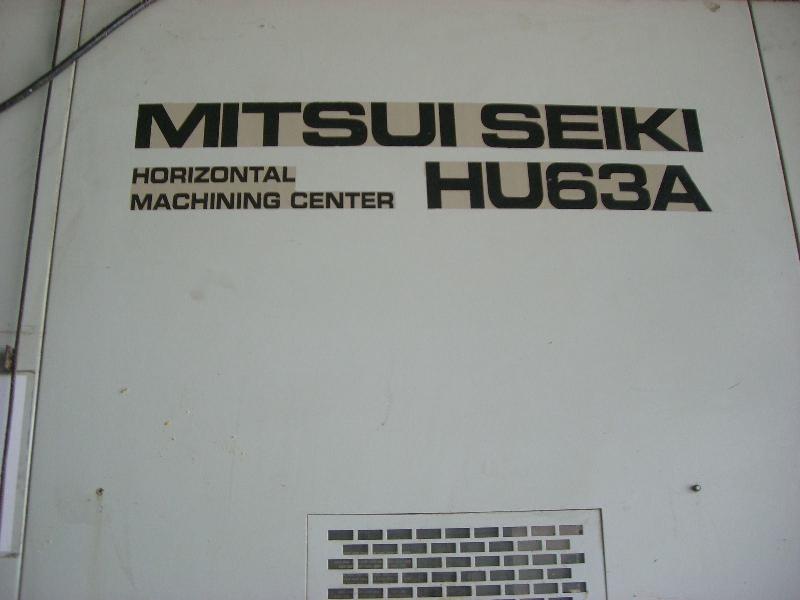 MITSUI SEIKI
HORIZONTAL
MACHINING CENTER
HU63A